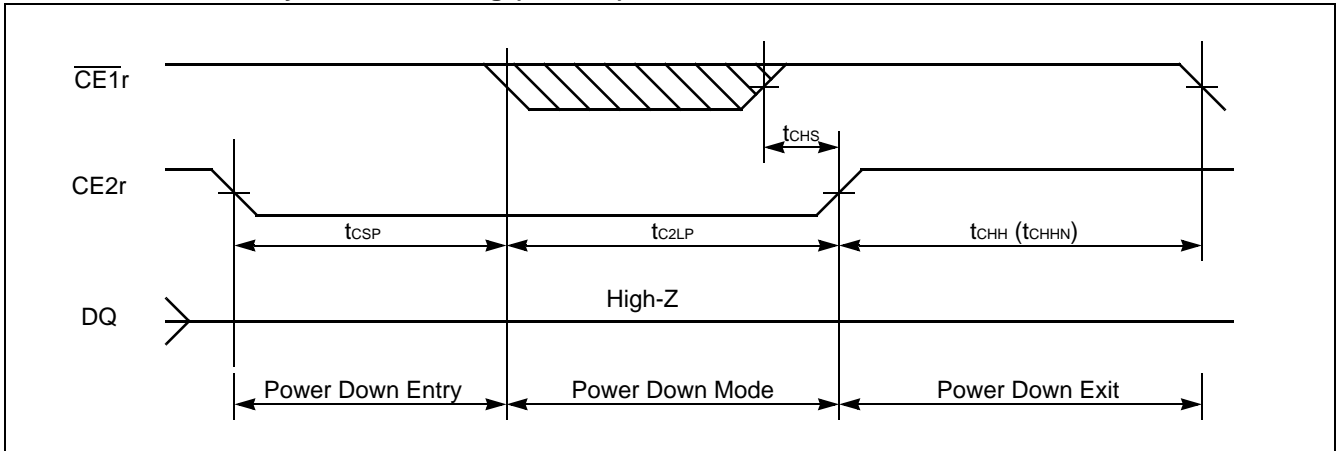 CE1r
tCHS
CE2r
tCSP tC2LP tCHH (tCHHN)
High-Z
DQ
Power Down Entry Power Down Mode Power Down Exit